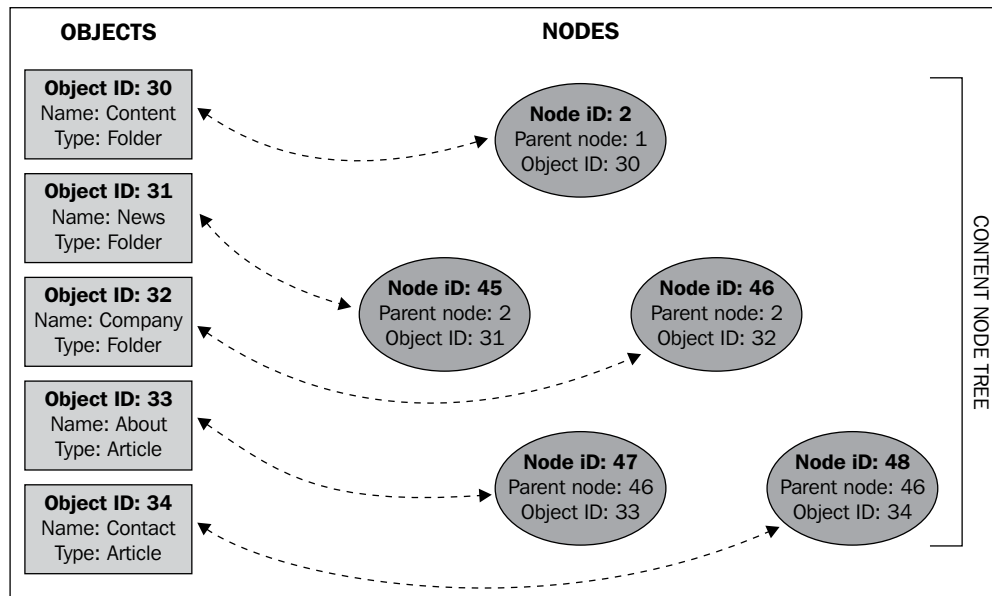 OBJECTS
NODES
Object ID: 30
Name: Content
Type: Folder
Object ID: 31
Name: News
Type: Folder
Object ID: 32
Name: Company
Type: Folder
Object ID: 33
Name: About
Type: Article
Object ID: 34
Name: Contact
Type: Article
Node iD: 2
Parent node: 1
Object ID: 30
Node iD: 45
Parent node: 2
Object ID: 31
Node iD: 46
Parent node: 2
Object ID: 32
Node iD: 47
Parent node: 46
Object ID: 33
Node iD: 48
Parent node: 46
Object ID: 34
CONTENT NODE TREE